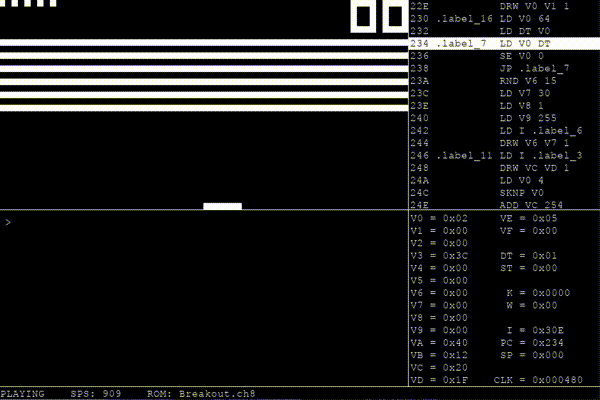 00
22E DRW V0 V1 1
230 .label_16 LD V0 64
232 LD DT V0
234 .label_7 LD V0 DT
236 SE V0 0
238 JP .label_7
23A RND V6 15
23C LD V7 30
23E LD V8 1
240 LD V9 255
242 LD I .label_6
244 DRW V6 V7 1
246 .label_11 LD I .label_3
248 DRW VC VD 1
24A LD V0 4
24C SKNP V0
24E ADD VC 254
>
V0 = 0x02 VE = 0x05
V1 = 0x00 VF = 0x00
V2 = 0x00
V3 = 0x3C DT = 0x01
V4 = 0x00 ST = 0x00
V5 = 0x00
V6 = 0x00 K = 0x0000
V7 = 0x00 W = 0x00
V8 = 0x00
V9 = 0x00 I = 0x30E
VA = 0x40 PC = 0x234
VB = 0x12 SP = 0x000
VC = 0x20
VD = 0x1F CLK = 0x000480
PLAYING SPS: 909 ROM: Breakout.ch8